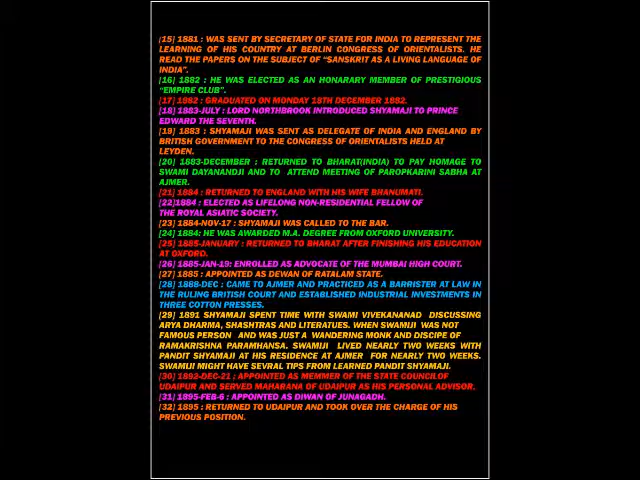 [15] 1881 : WAS SENT BY SECRETARY OF STATE FOR INDIA TO REPRESENT THE
LEARNING OF HIS COUNTRY AT BERLIN CONGRESS OF ORIENTALISTS. HE
READ THE PAPERS ON THE SUBJECT OF "SANSKRIT AS A LIVING LANGUAGE OF
INDIA".
[16] 1882 : HE WAS ELECTED AS AN HONARARY MEMBER OF PRESTIGIOUS
"EMPIRE CLUB".
[17] 1882 : GRADUATED ON MONDAY 18TH DECEMBER 1882.
[18] 1883-JULY : LORD NORTHBROOK INTRODUCED SHYAMAJI TO PRINCE
EDWARD THE SEVENTH.
[19] 1883 : SHYAMAJI WAS SENT AS DELEGATE OF INDIA AND ENGLAND BY
BRITISH GOVERNMENT TO THE CONGRESS OF ORIENTALISTS HELD AT
LEYDEN.
[20] 1883-DECEMBER : RETURNED TO BHARAT(INDIA) TO PAY HOMAGE TO
SWAMI DAYANANDJI AND TO ATTEND MEETING OF PAROPKARINI SABHA AT
AJMER.
[21] 1884 : RETURNED TO ENGLAND WITH HIS WIFE BHANUMATI.
[22]1884 : ELECTED AS LIFELONG NON-RESIDENTIAL FELLOW OF
THE ROYAL ASIATIC SOCIETY.
[23] 1884-NOV-17 : SHYAMAJI WAS CALLED TO THE BAR.
[24] 1884: HE WAS AWARDED M.A. DEGREE FROM OXFORD UNIVERSITY.
[25] 1885-JANUARY : RETURNED TO BHARAT AFTER FINISHING HIS EDUCATION
AT OXFORD.
[26] 1885-JAN-19: ENROLLED AS ADVOCATE OF THE MUMBAI HIGH COURT.
[27] 1885 : APPOINTED AS DEWAN OF RATALAM STATE.
[28] 1888-DEC : CAME TO AJMER AND PRACTICED AS A BARRISTER AT LAW IN
THE RULING BRITISH COURT AND ESTABLISHED INDUSTRIAL INVESTMENTS IN
THREE COTTON PRESSES.
[29] 1891 SHYAMAJI SPENT TIME WITH SWAMI VIVEKANANAD DISCUSSING
ARYA DHARMA, SHASHTRAS AND LITERATUES. WHEN SWAMIJI WAS NOT
FAMOUS PERSON AND WAS JUST A WANDERING MONK AND DISCIPE OF
RAMAKRISHNA PARAMHANSA. SWAMIJI LIVED NEARLY TWO WEEKS WITH
PANDIT SHYAMAJI AT HIS RESIDENCE AT AJMER FOR NEARLY TWO WEEKS.
SWAMIJI MIGHT HAVE SEVRAL TIPS FROM LEARNED PANDIT SHYAMAJI.
[30] 1892-DEC-21 : APPOINTED AS MEMMER OF THE STATE COUNCIL OF
UDAIPUR AND SERVED MAHARANA OF UDAIPUR AS HIS PERSONAL ADVISOR.
[31] 1895-FEB-6 : APPOINTED AS DIWAN OF JUNAGADH.
[32] 1895 : RETURNED TO UDAIPUR AND TOOK OVER THE CHARGE OF HIS
PREVIOUS POSITION.